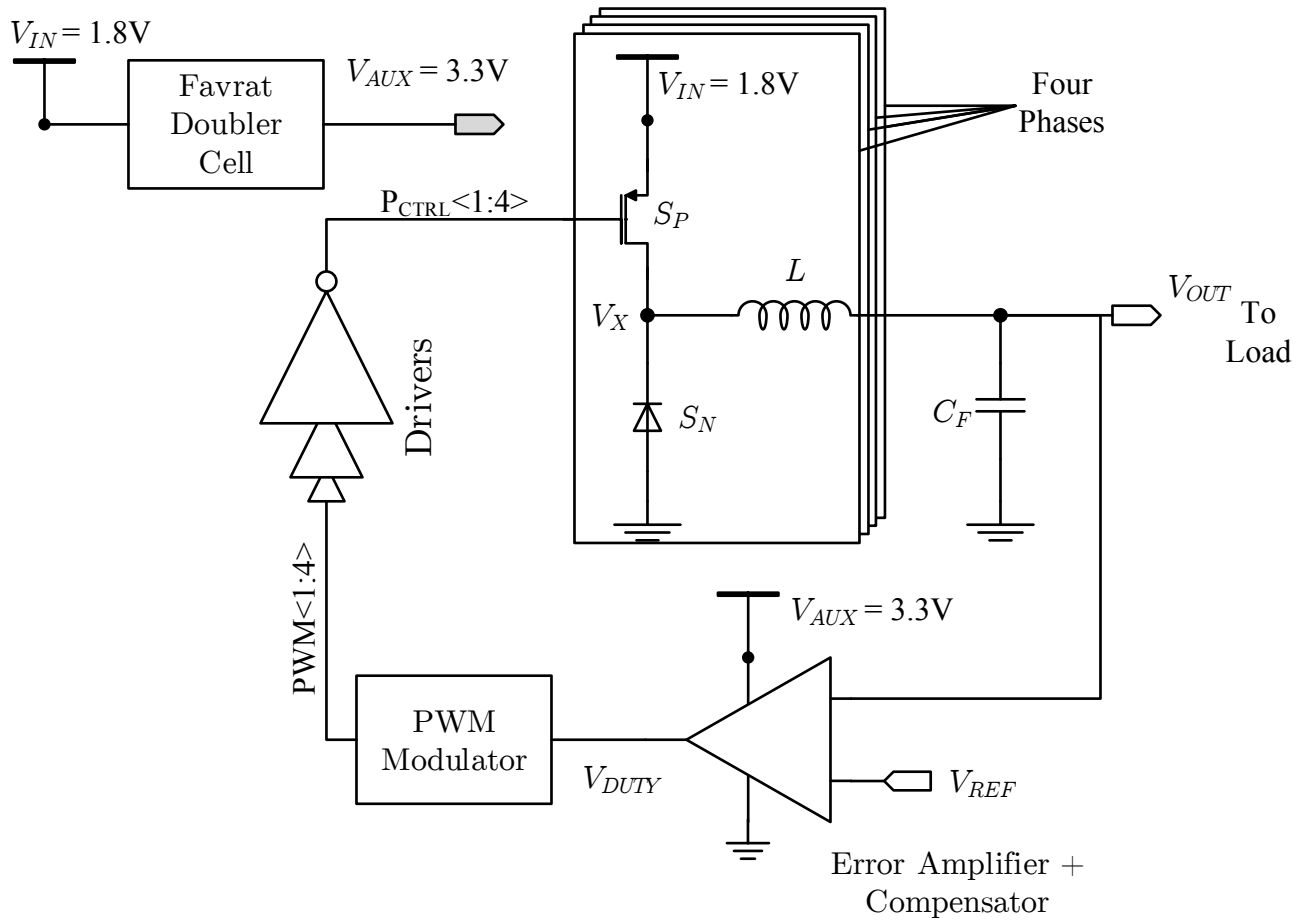 V_IN = 1.8V
Favrat
Doubler
Cell
V_AUX = 3.3V
V_IN = 1.8V
Four
Phases
P_CTRL<1:4>
S_P
L
V_X
V_OUT
To
Load
Drivers
S_N
C_F
PWM<1:4>
V_AUX = 3.3V
PWM
Modulator
V_DUTY
V_REF
Error Amplifier +
Compensator